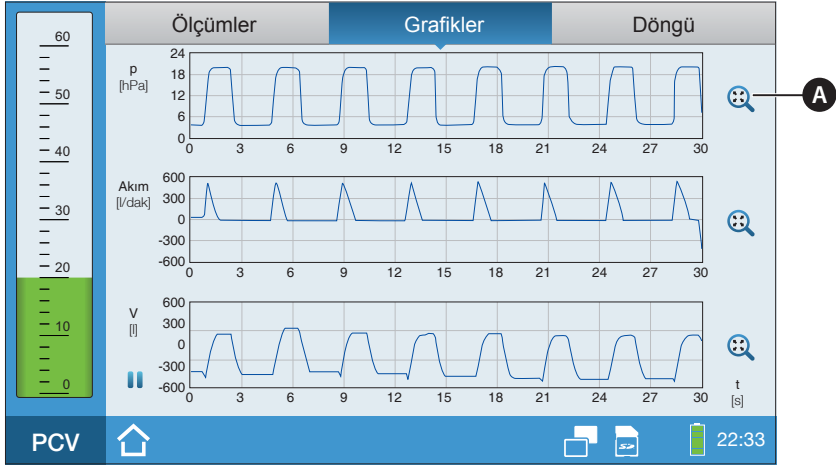 Ölçümler Grafikler Döngü
60
50
40
30
20
10
0
p
[hPa]
24
18
12
6
0
0 3 6 9 12 15 18 21 24 27 30
A
Akım
[l/dak]
600
300
0
-300
-600
0 3 6 9 12 15 18 21 24 27 30
V
[l]
600
300
0
-300
-600
0 3 6 9 12 15 18 21 24 27 30
t
[s]
PCV SD 22:33